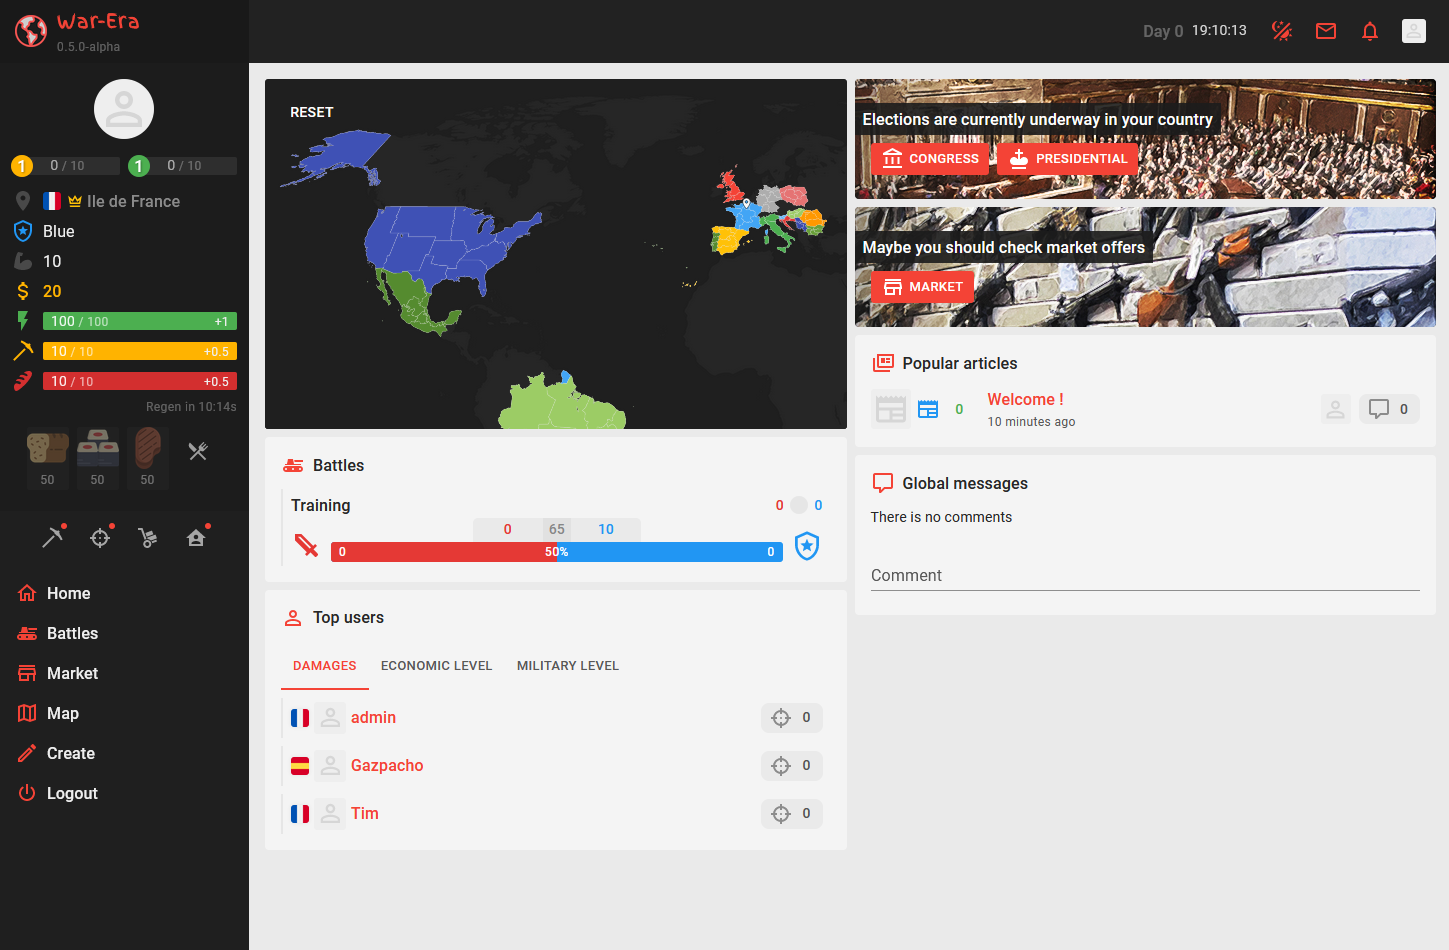 War-Era
0.5.0-alpha
Day 0 19:10:13
1 0 / 10 1 0 / 10
Ile de France
Blue
10
20
100 / 100 +1
10 / 10 +0.5
10 / 10 +0.5
Regen in 10:14s
50 50 50
Home
Battles
Market
Map
Create
Logout
RESET
Battles
Training 0 0
0 65 10
0 50% 0
Top users
DAMAGES ECONOMIC LEVEL MILITARY LEVEL
admin 0
Gazpacho 0
Tim 0
Elections are currently underway in your country
CONGRESS PRESIDENTIAL
Maybe you should check market offers
MARKET
Popular articles
0 Welcome ! 0
10 minutes ago
Global messages
There is no comments
Comment